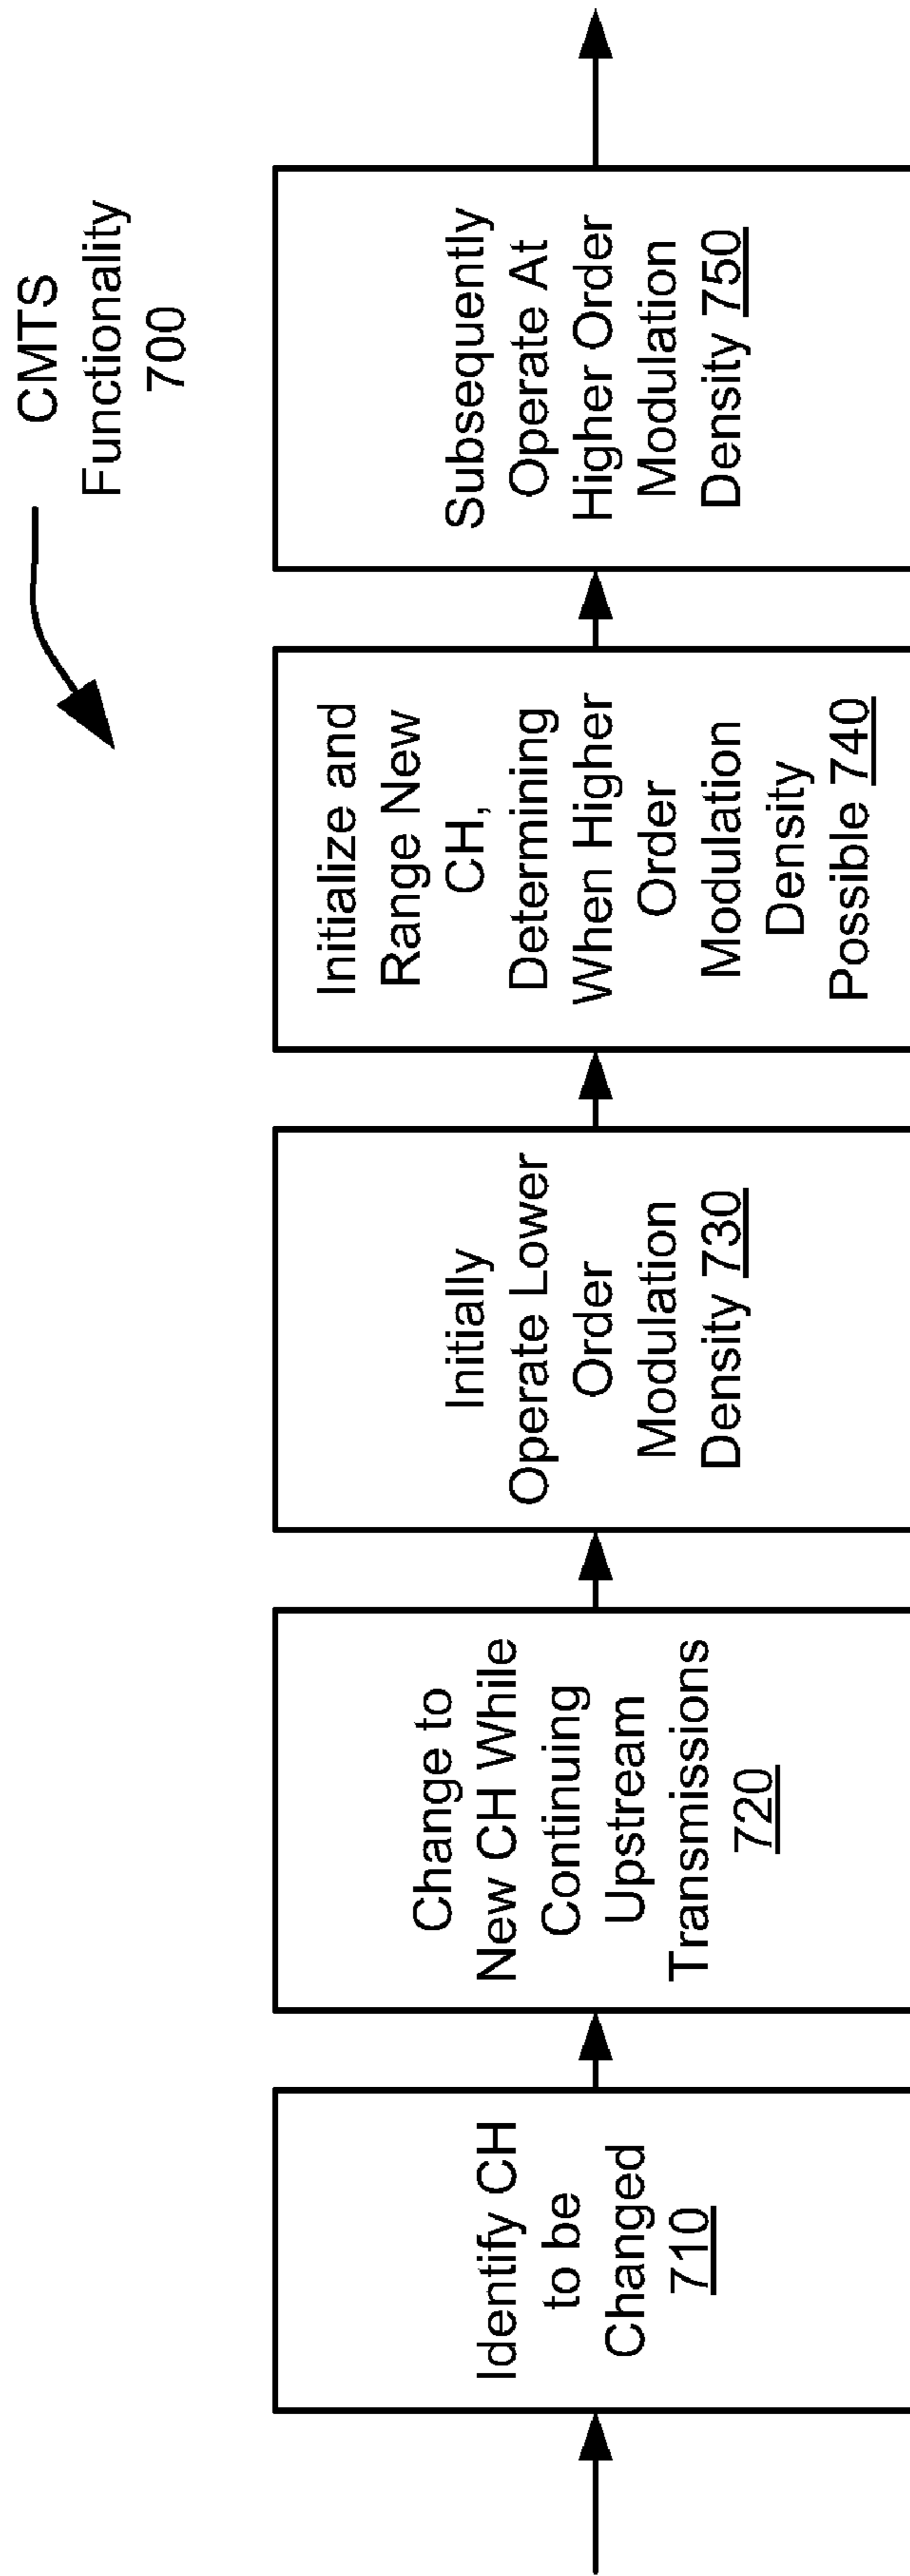 CMTS
Functionality
700
Identify CH
to be
Changed
710
Change to
New CH While
Continuing
Upstream
Transmissions
720
Initially
Operate Lower
Order
Modulation
Density 730
Initialize and
Range New
CH,
Determining
When Higher
Order
Modulation
Density
Possible 740
Subsequently
Operate At
Higher Order
Modulation
Density 750